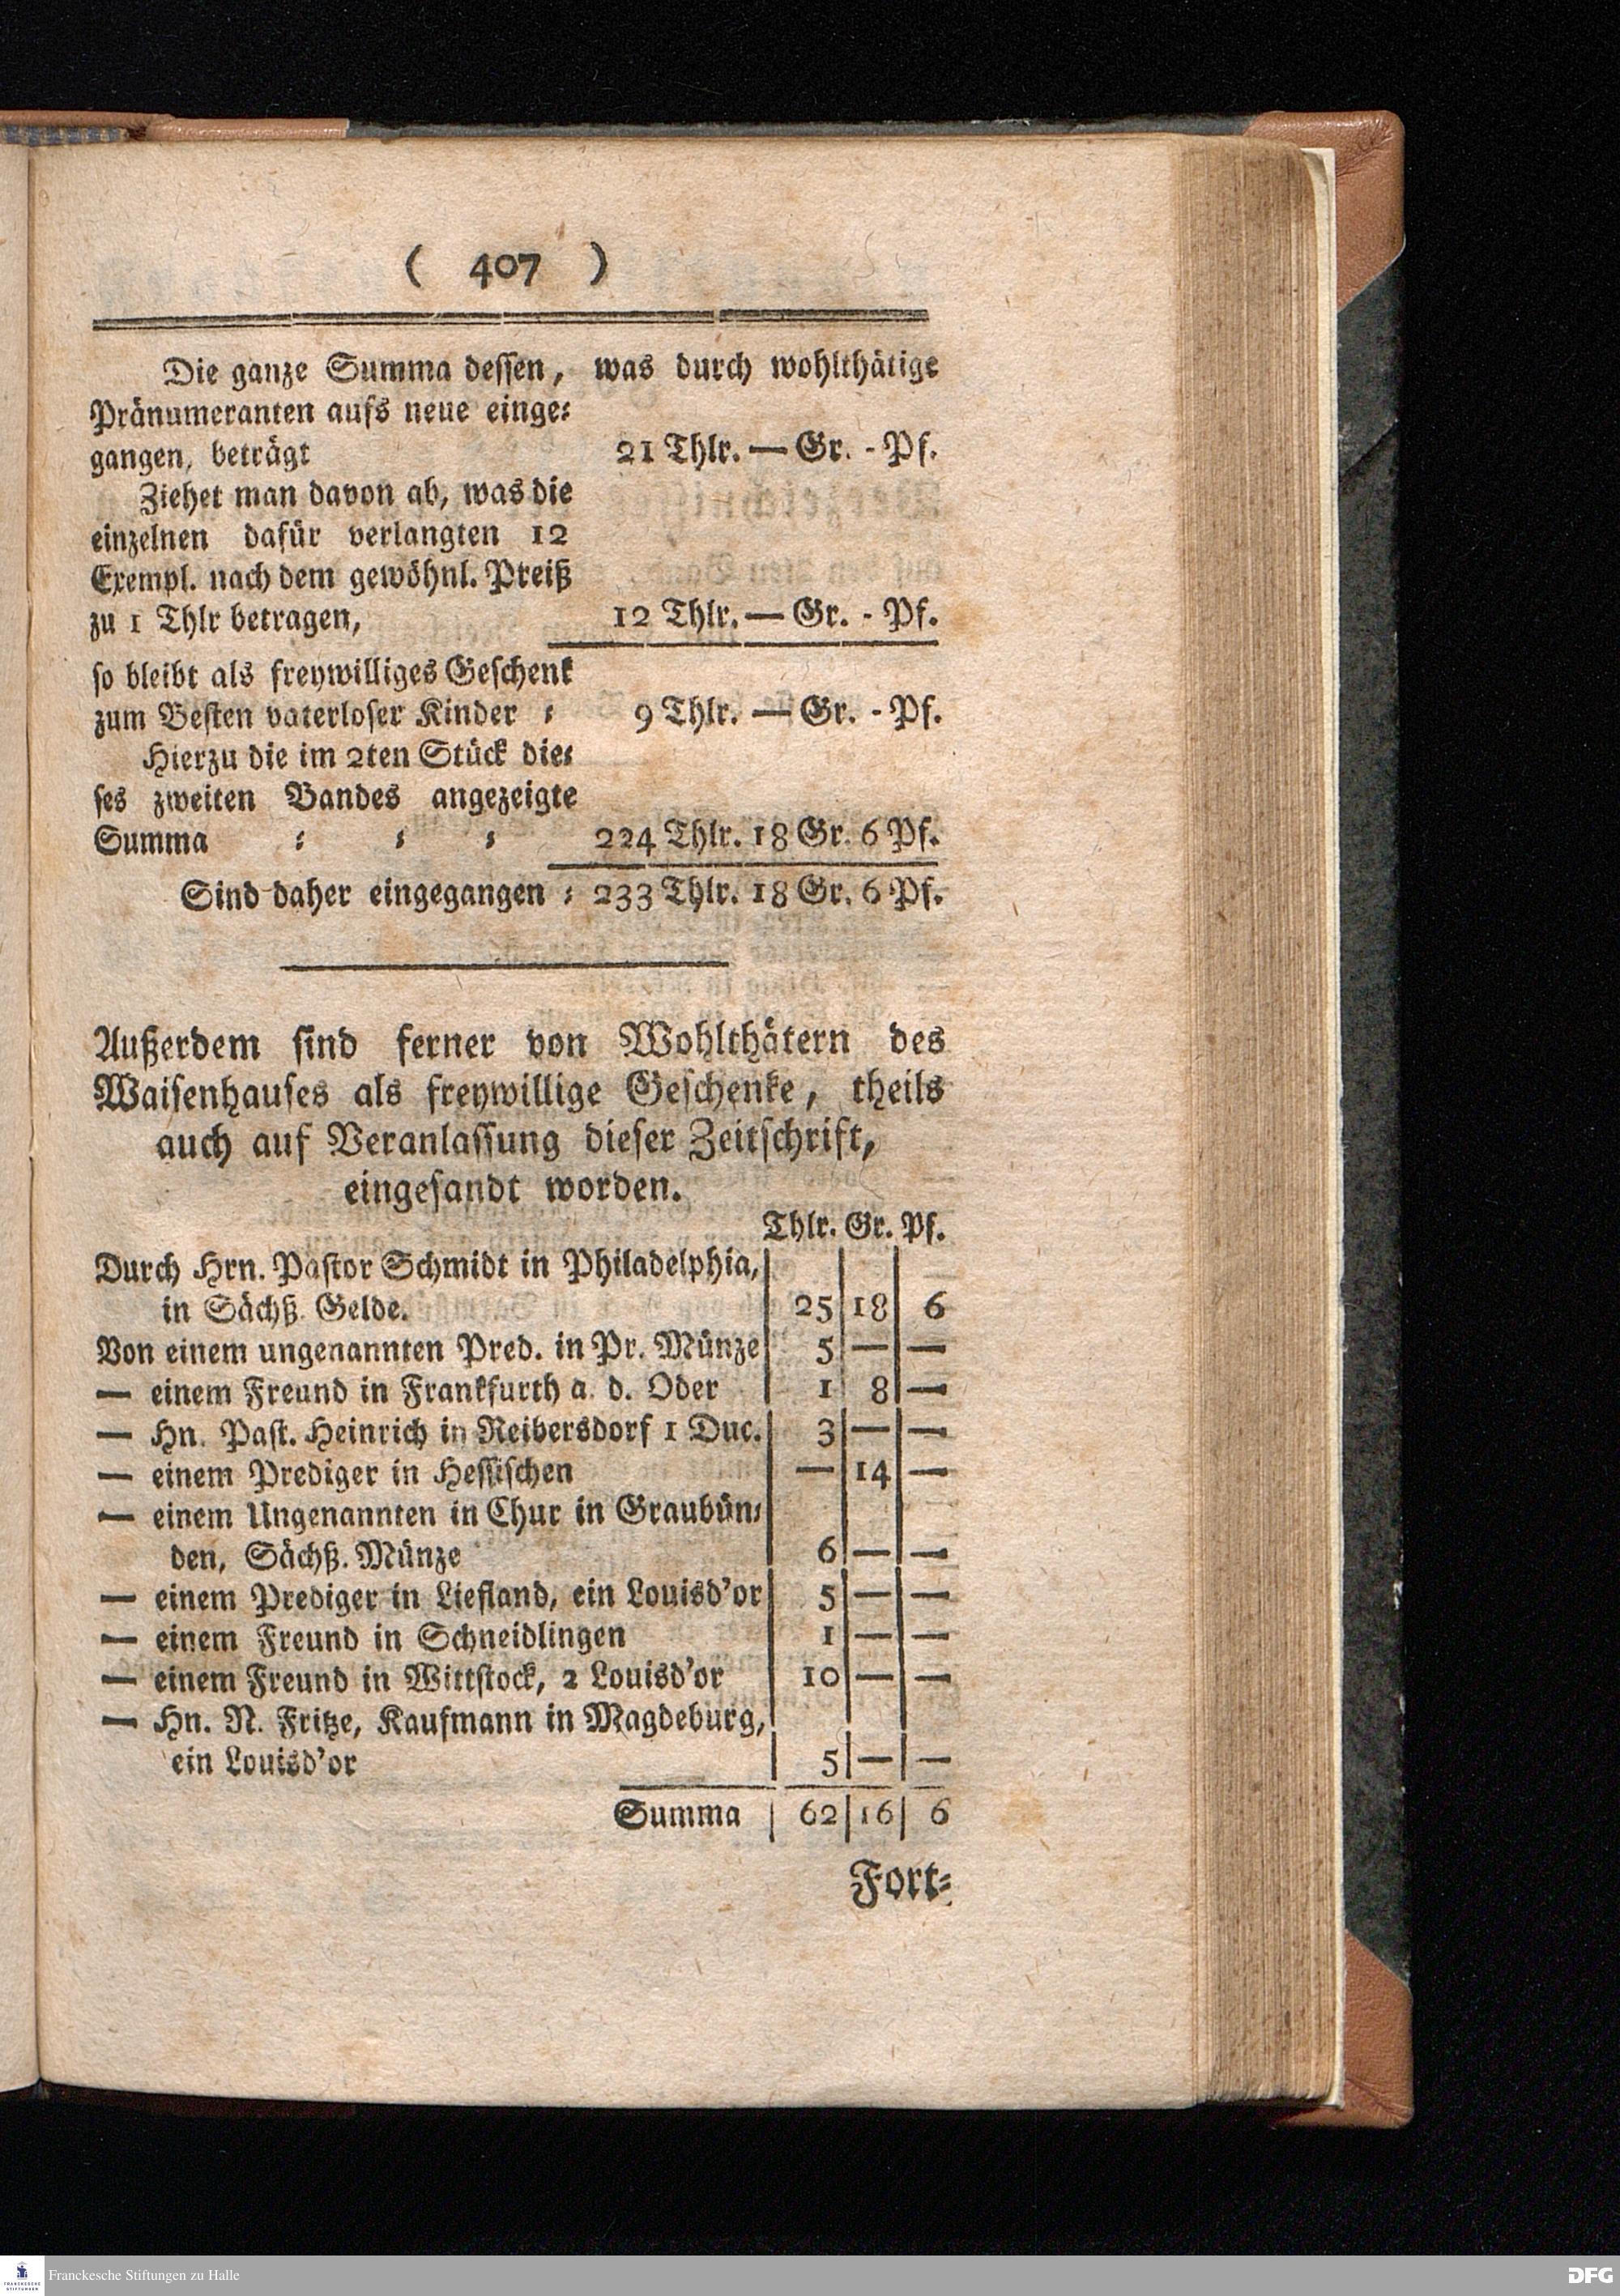 ( 407 )
Die ganze Summa dessen, was durch wohlthätige
Pränumeranten aufs neue einge⸗
gangen, beträgt 21 Thlr. — Gr. - Pf.
Ziehet man davon ab, was die
einzelnen dafür verlangten 12
Exempl. nach dem gewöhnl. Preiß
zu 1 Thlr betragen, 12 Thlr. — Gr. - Pf.
so bleibt als freywilliges Geschenk
zum Besten vaterloser Kinder ⸗ 9 Thlr. — Gr. - Pf.
Hierzu die im 2ten Stück die⸗
ses zweiten Bandes angezeigte
Summa ⸗ ⸗ ⸗ 224 Thlr. 18 Gr. 6 Pf.
Sind daher eingegangen ⸗ 233 Thlr. 18 Gr. 6 Pf.
Außerdem sind ferner von Wohlthätern des
Waisenhauses als freywillige Geschenke, theils
auch auf Veranlassung dieser Zeitschrift,
eingesandt worden.
Thlr. Gr. Pf.
Durch Hrn. Pastor Schmidt in Philadelphia,
in Sächß. Gelde. 25 18 6
Von einem ungenannten Pred. in Pr. Münze 5 — —
— einem Freund in Frankfurth a. d. Oder 1 8 —
— Hn. Past. Heinrich in Reibersdorf 1 Duc. 3 — —
— einem Prediger in Hessischen — 14 —
— einem Ungenannten in Chur in Graubün⸗
den, Sächß. Münze 6 — —
— einem Prediger in Liefland, ein Louisd'or 5 — —
— einem Freund in Schneidlingen 1 — —
— einem Freund in Wittstock, 2 Louisd'or 10 — —
— Hn. N. Fritze, Kaufmann in Magdeburg,
ein Louisd'or 5 — —
Summa 62 16 6
Fort⸗
FRANCKESCHE
STIFTUNGEN
Franckesche Stiftungen zu Halle
DFG